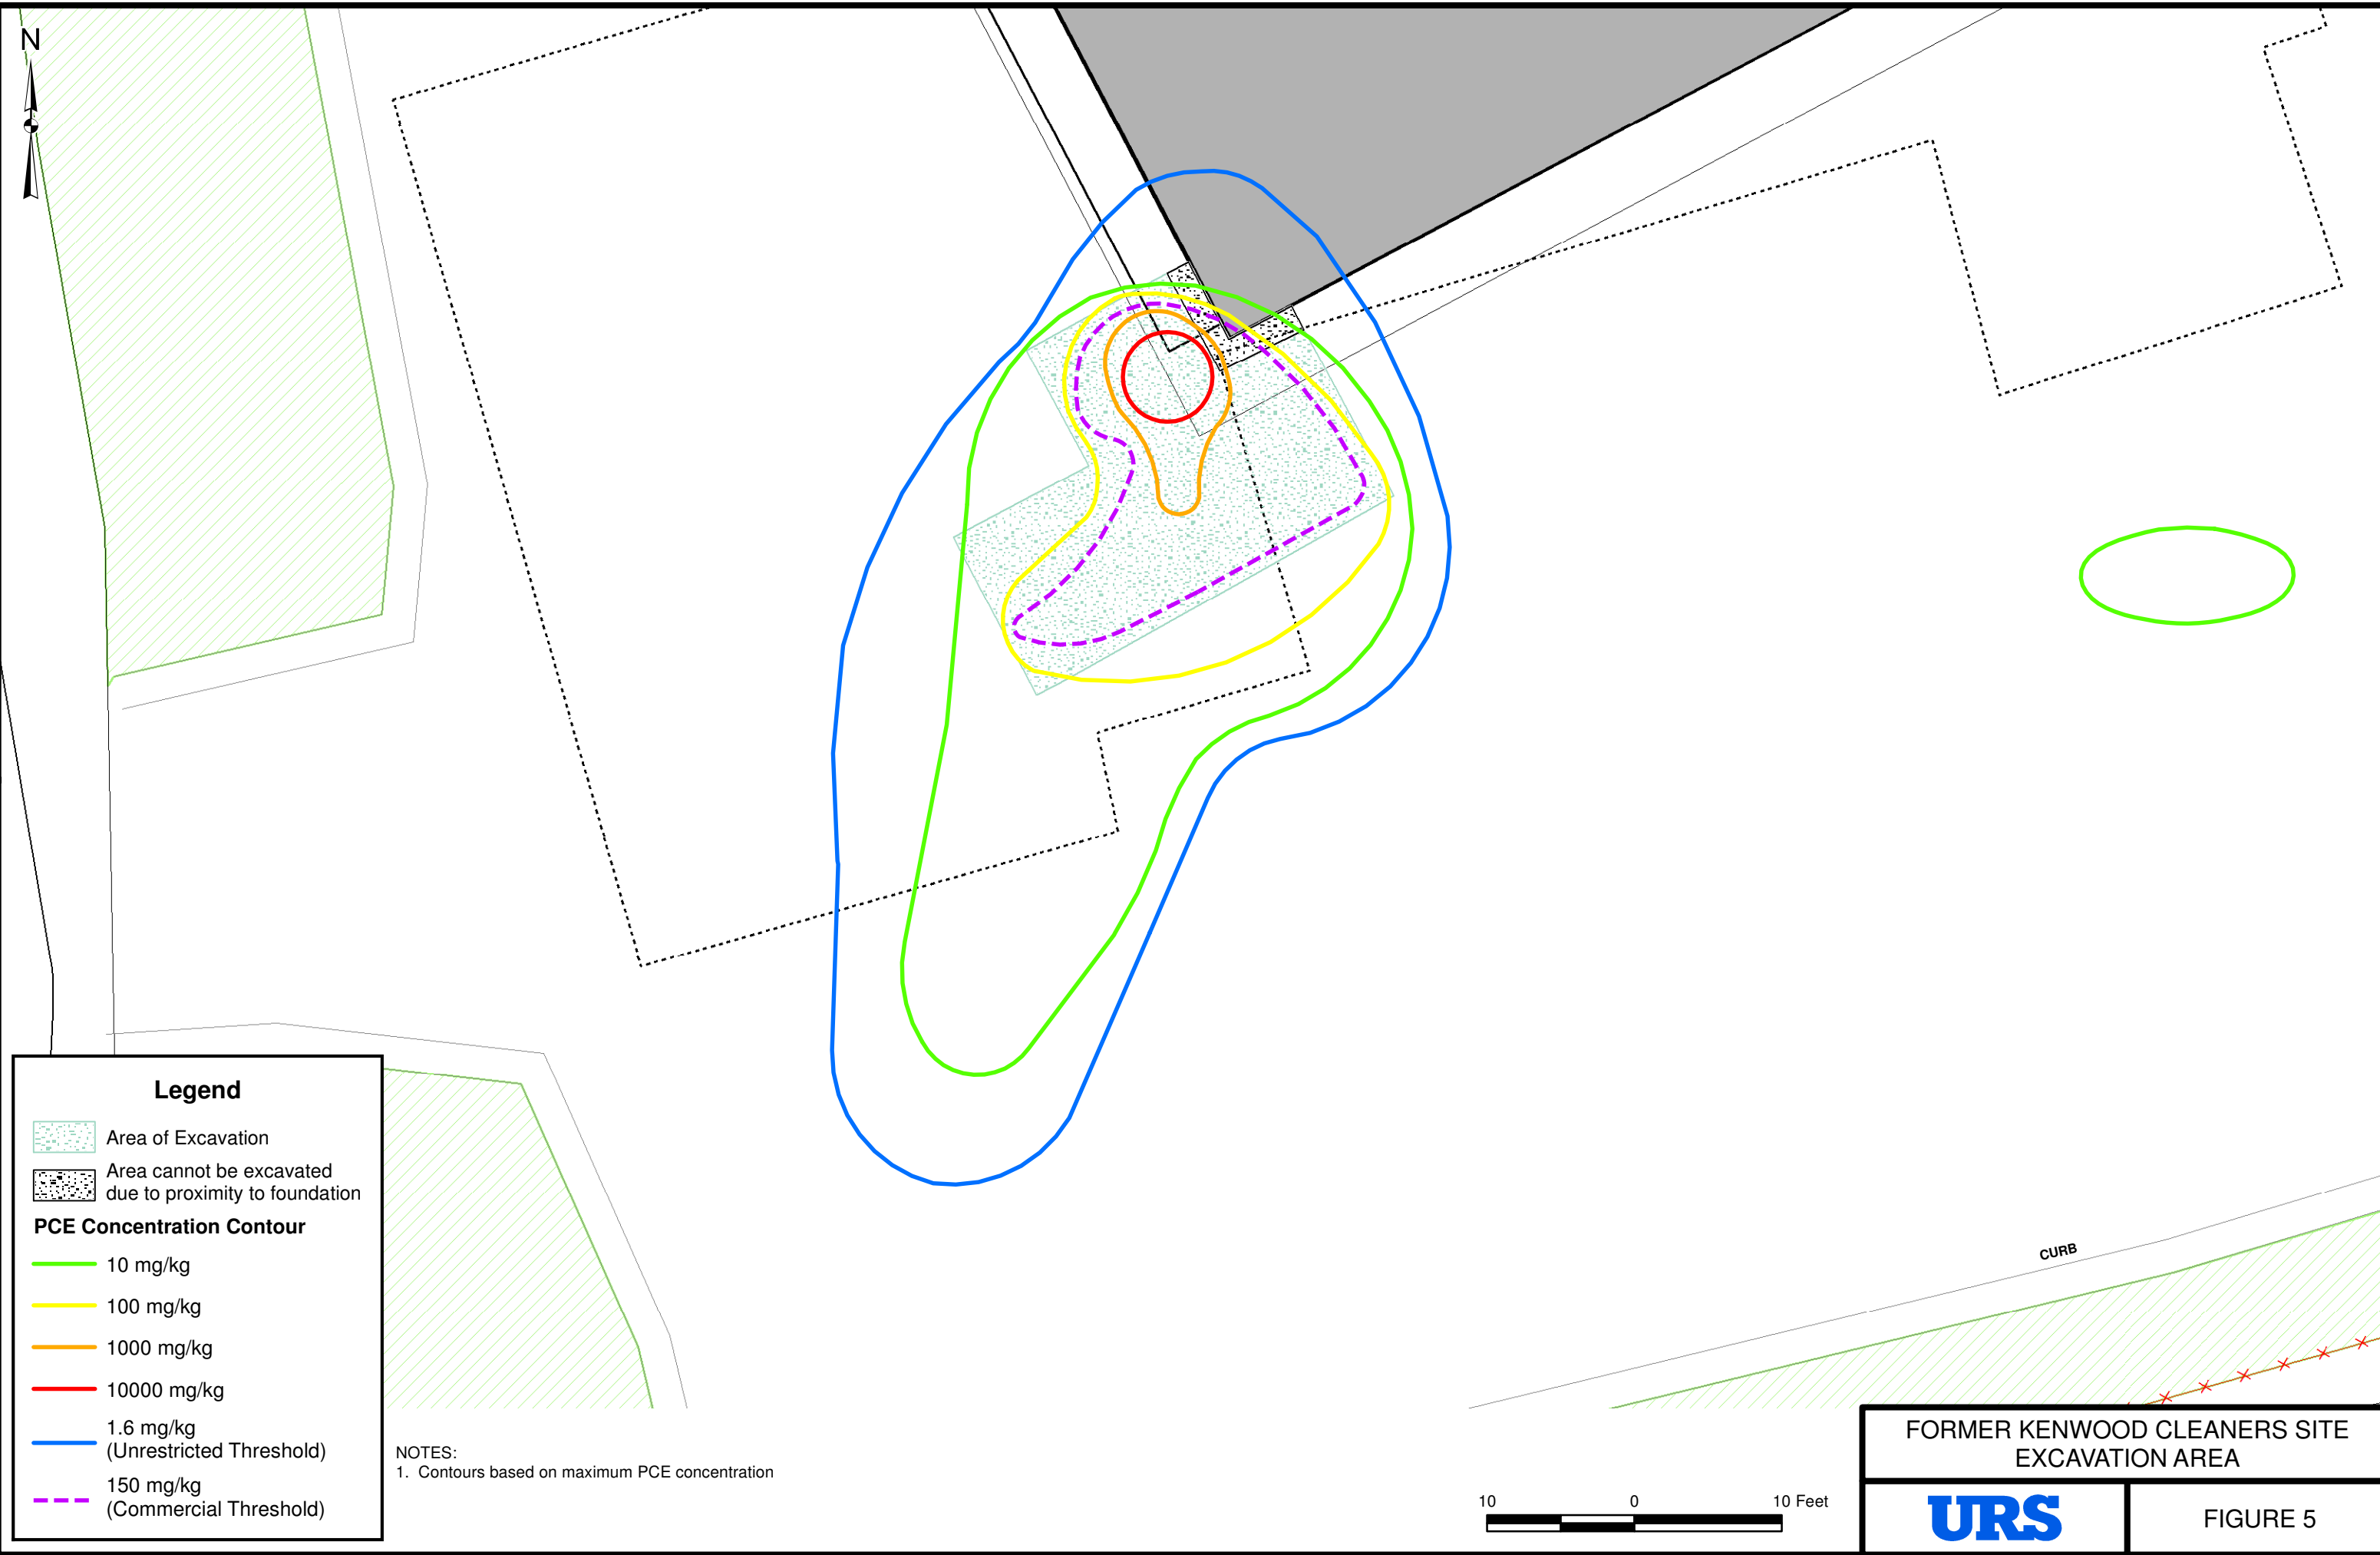 N
CURB
Legend
Area of Excavation
Area cannot be excavated
due to proximity to foundation
PCE Concentration Contour
10 mg/kg
100 mg/kg
1000 mg/kg
10000 mg/kg
1.6 mg/kg
(Unrestricted Threshold)
150 mg/kg
(Commercial Threshold)
NOTES:
1. Contours based on maximum PCE concentration
10 0 10 Feet
FORMER KENWOOD CLEANERS SITE
EXCAVATION AREA
URS
FIGURE 5